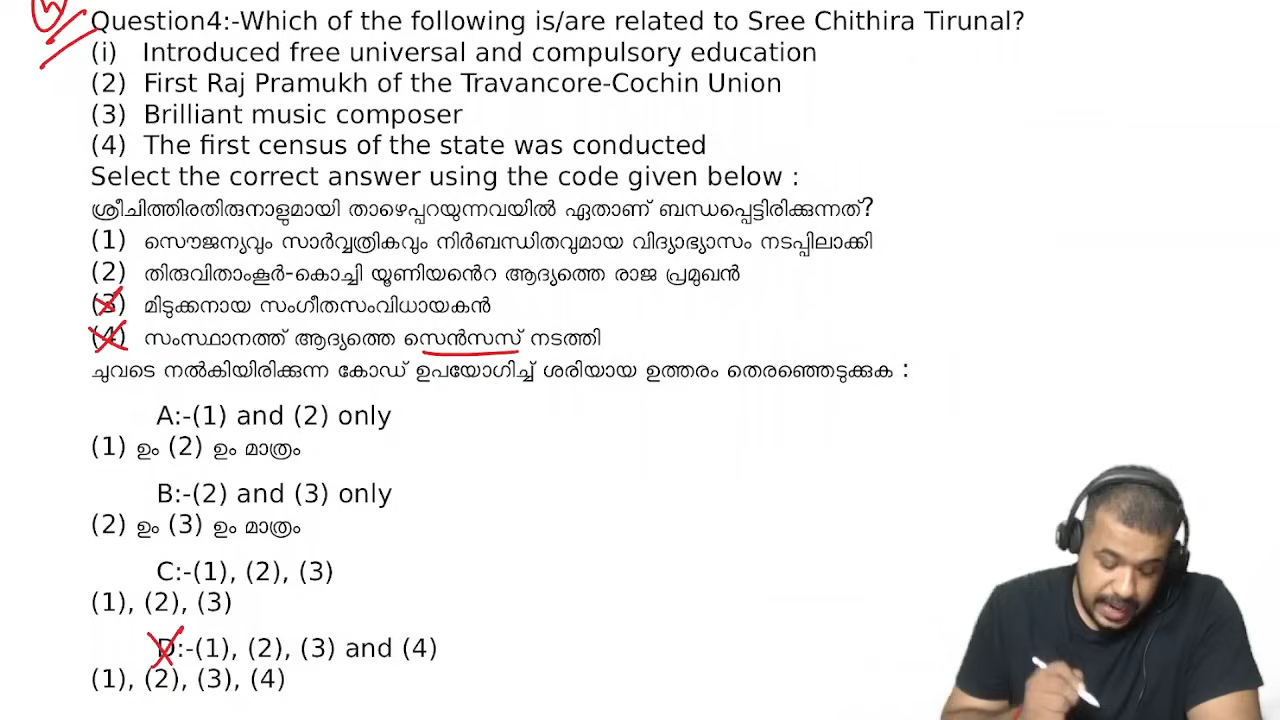 Question4:-Which of the following is/are related to Sree Chithira Tirunal?
(i) Introduced free universal and compulsory education
(2) First Raj Pramukh of the Travancore-Cochin Union
(3) Brilliant music composer
(4) The first census of the state was conducted
Select the correct answer using the code given below :
ശ്രീചിത്തിരതിരുനാളുമായി താഴെപ്പറയുന്നവയിൽ ഏതാണ് ബന്ധപ്പെട്ടിരിക്കുന്നത്?
(1) സൌജന്യവും സാർവ്വത്രികവും നിർബന്ധിതവുമായ വിദ്യാഭ്യാസം നടപ്പിലാക്കി
(2) തിരുവിതാംകൂർ-കൊച്ചി യൂണിയൻെറ ആദ്യത്തെ രാജ പ്രമുഖൻ
(3) മിടുക്കനായ സംഗീതസംവിധായകൻ
(4) സംസ്ഥാനത്ത് ആദ്യത്തെ സെൻസസ് നടത്തി
ചുവടെ നൽകിയിരിക്കുന്ന കോഡ് ഉപയോഗിച്ച് ശരിയായ ഉത്തരം തെരഞ്ഞെടുക്കുക :
A:-(1) and (2) only
(1) ഉം (2) ഉം മാത്രം
B:-(2) and (3) only
(2) ഉം (3) ഉം മാത്രം
C:-(1), (2), (3)
(1), (2), (3)
D:-(1), (2), (3) and (4)
(1), (2), (3), (4)